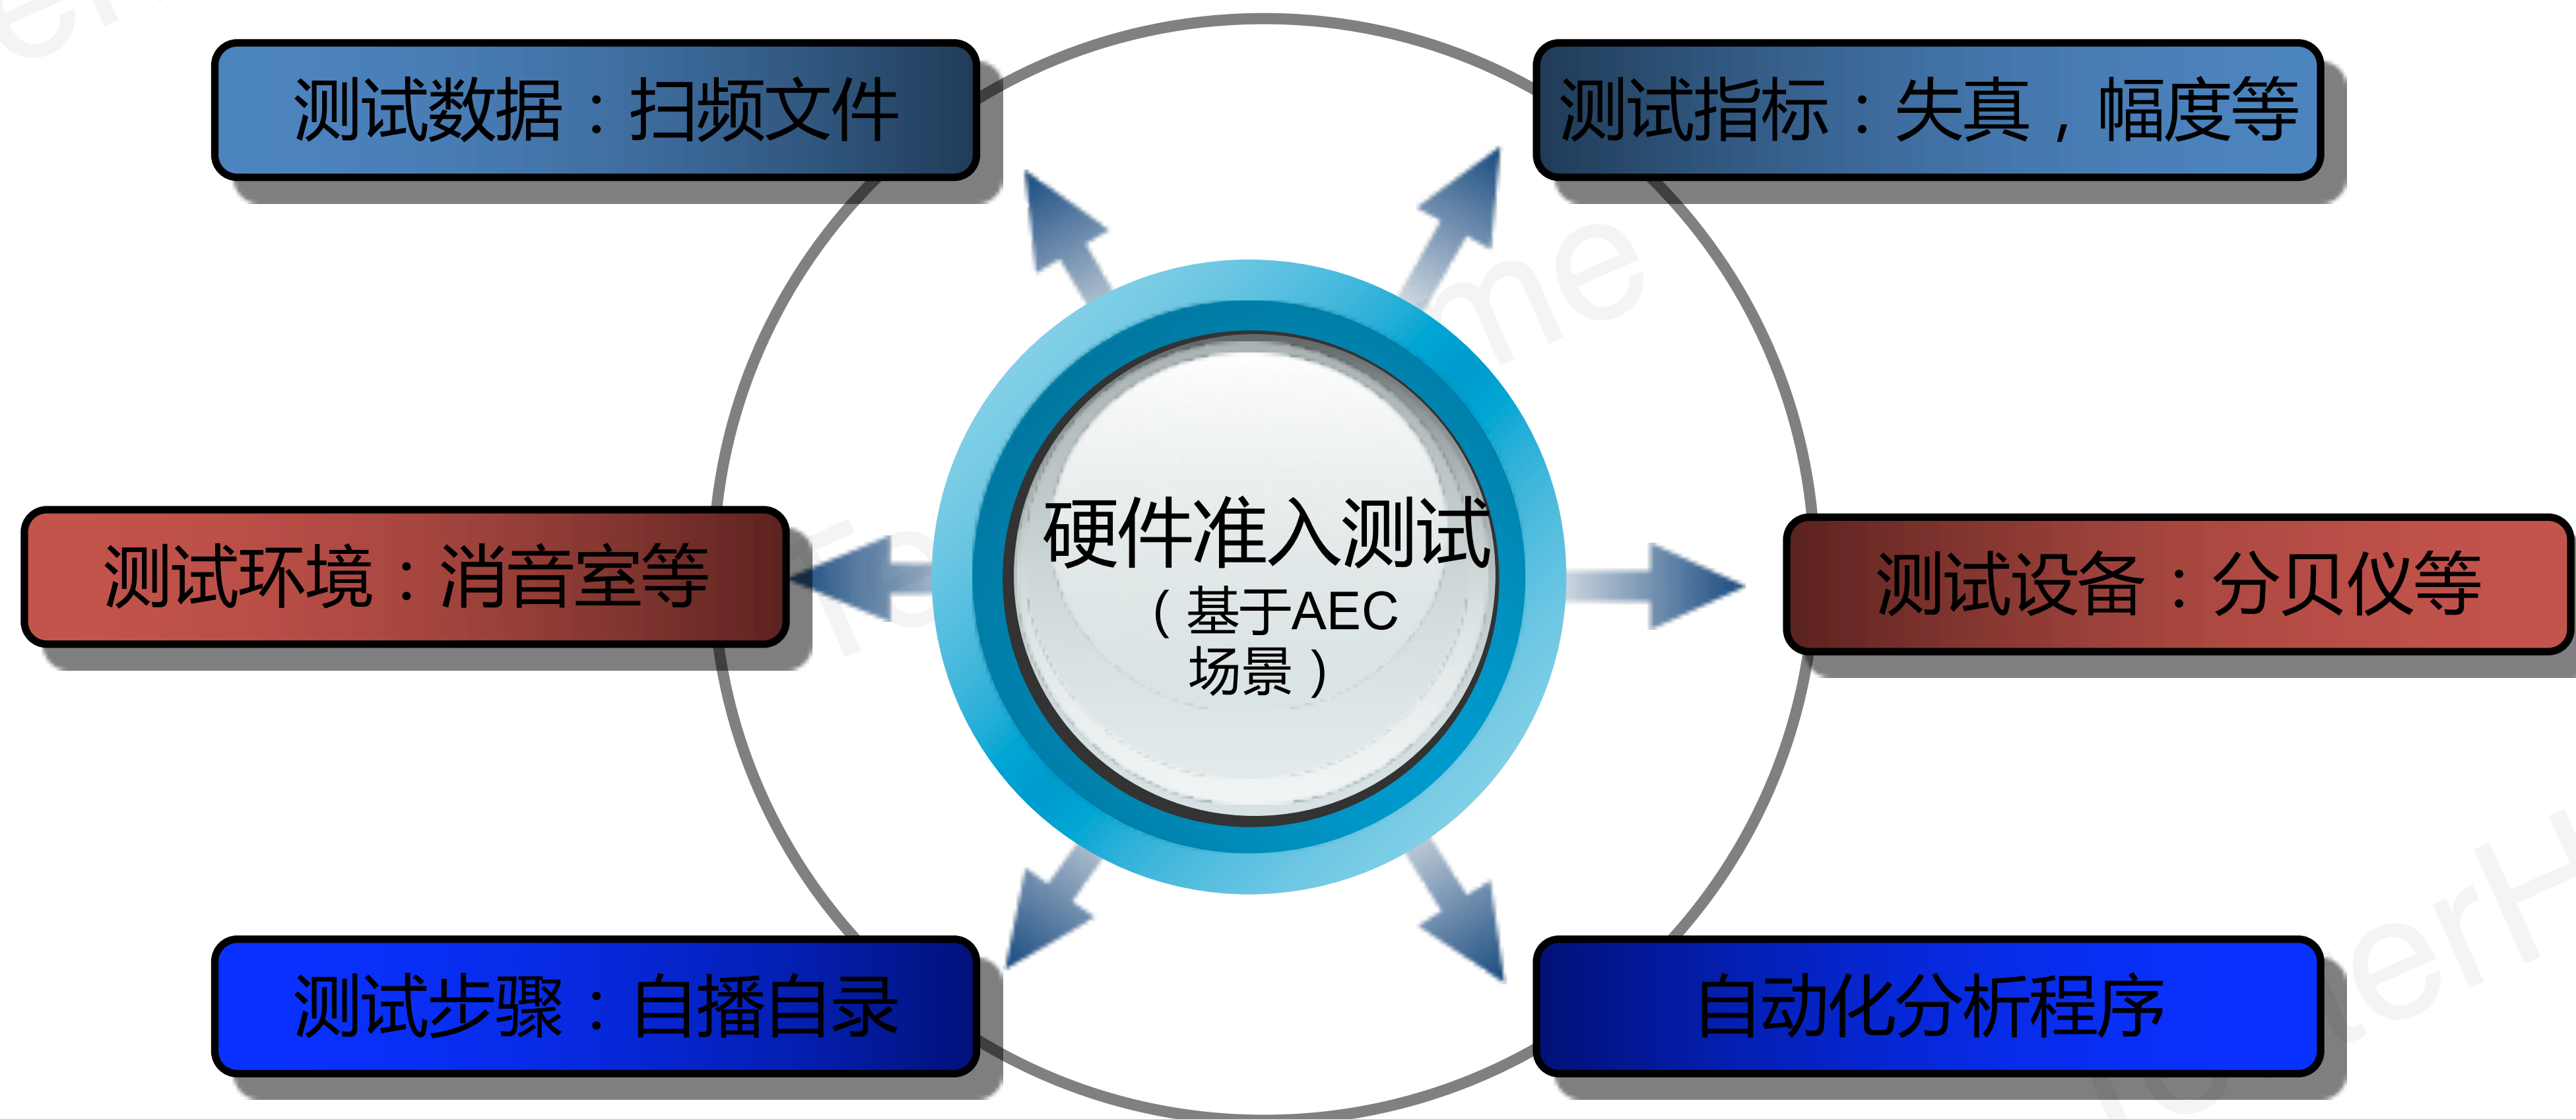 测试数据：扫频文件
测试指标：失真，幅度等
测试环境：消音室等
硬件准入测试
（基于AEC
场景）
测试设备：分贝仪等
测试步骤：自播自录
自动化分析程序